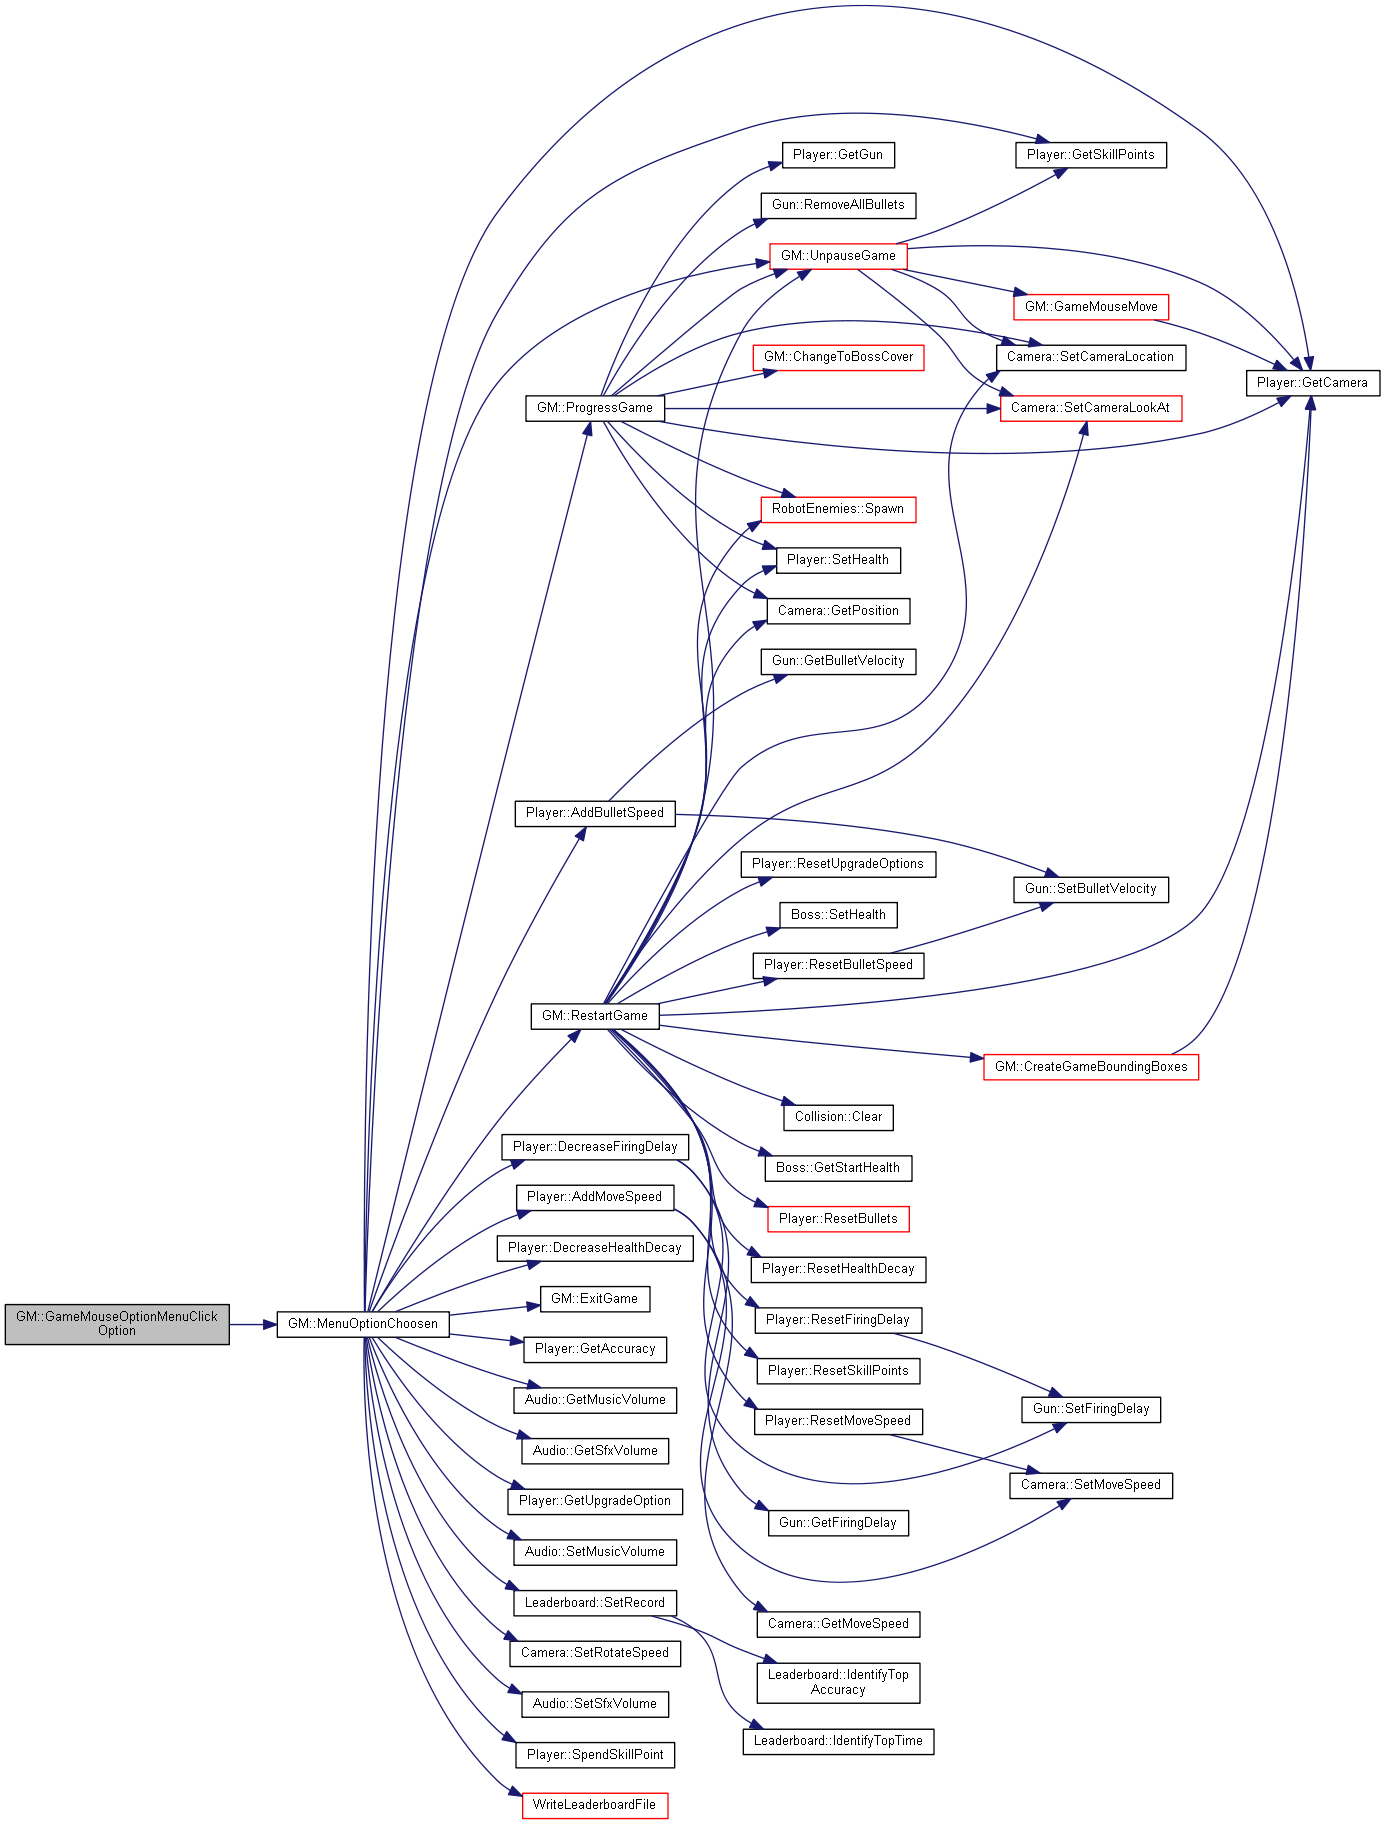 Player::GetGun
Player::GetSkillPoints
Gun::RemoveAllBullets
GM::UnpauseGame
GM::GameMouseMove
GM::ChangeToBossCover
Camera::SetCameraLocation
Player::GetCamera
GM::ProgressGame
Camera::SetCameraLookAt
RobotEnemies::Spawn
Player::SetHealth
Camera::GetPosition
Gun::GetBulletVelocity
Player::AddBulletSpeed
Player::ResetUpgradeOptions
Gun::SetBulletVelocity
Boss::SetHealth
Player::ResetBulletSpeed
GM::RestartGame
GM::CreateGameBoundingBoxes
Collision::Clear
Player::DecreaseFiringDelay
Boss::GetStartHealth
Player::AddMoveSpeed
Player::ResetBullets
Player::DecreaseHealthDecay
Player::ResetHealthDecay
GM::ExitGame
GM::GameMouseOptionMenuClick
Option
GM::MenuOptionChoosen
Player::ResetFiringDelay
Player::GetAccuracy
Player::ResetSkillPoints
Audio::GetMusicVolume
Player::ResetMoveSpeed
Gun::SetFiringDelay
Audio::GetSfxVolume
Camera::SetMoveSpeed
Player::GetUpgradeOption
Gun::GetFiringDelay
Audio::SetMusicVolume
Leaderboard::SetRecord
Camera::GetMoveSpeed
Camera::SetRotateSpeed
Leaderboard::IdentifyTop
Accuracy
Audio::SetSfxVolume
Leaderboard::IdentifyTopTime
Player::SpendSkillPoint
WriteLeaderboardFile